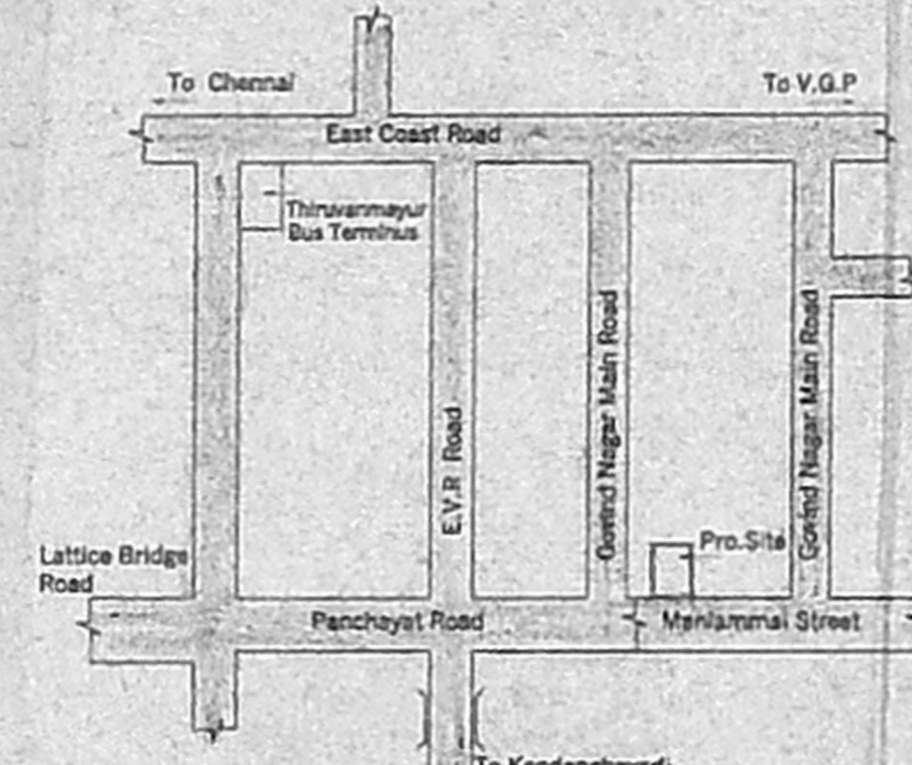 To Chennai
To V.G.P
East Coast Road
Thiruvanmayur
Bus Terminus
E.V.R Road
Govind Nagar Main Road
Govind Nagar Main Road
Lattice Bridge
Road
Pro.Site
Panchayat Road
Maniammai Street
To